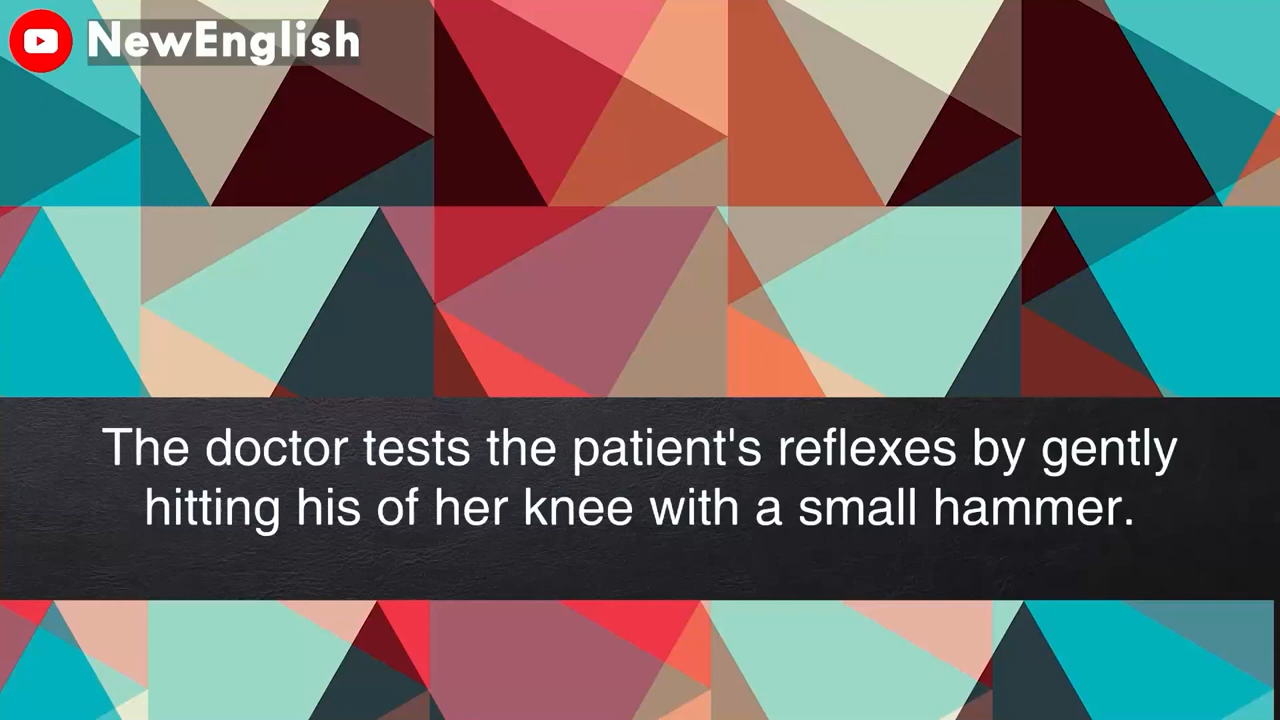 NewEnglish
The doctor tests the patient's reflexes by gently
hitting his of her knee with a small hammer.